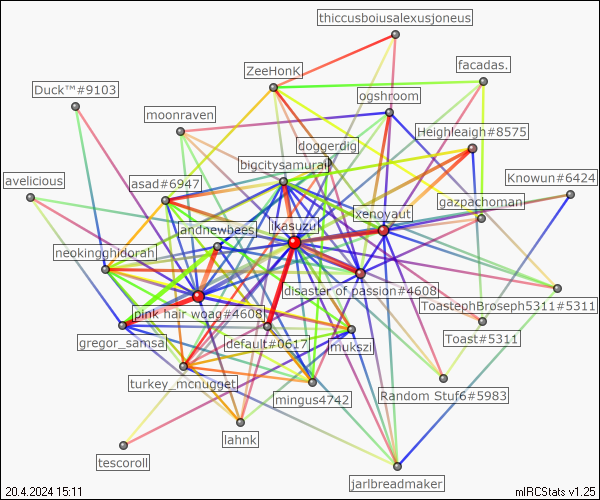 thiccusboiusalexusjoneus
ZeeHonK
facadas.
Duck™#9103
ogshroom
moonraven
Heighleaigh#8575
doggerdig
bigcitysamurai
Knowun#6424
avelicious
asad#6947
gazpachoman
xenoyaut
ikasuzu
andrewbees
neokingghidorah
disaster of passion#4608
ToastephBroseph5311#5311
pink hair woag#4608
Toast#5311
gregor_samsa
default#0617
mukszi
turkey_mcnugget
Random Stuf6#5983
mingus4742
lahnk
tescoroll
jarlbreadmaker
20.4.2024 15:11
mIRCStats v1.25